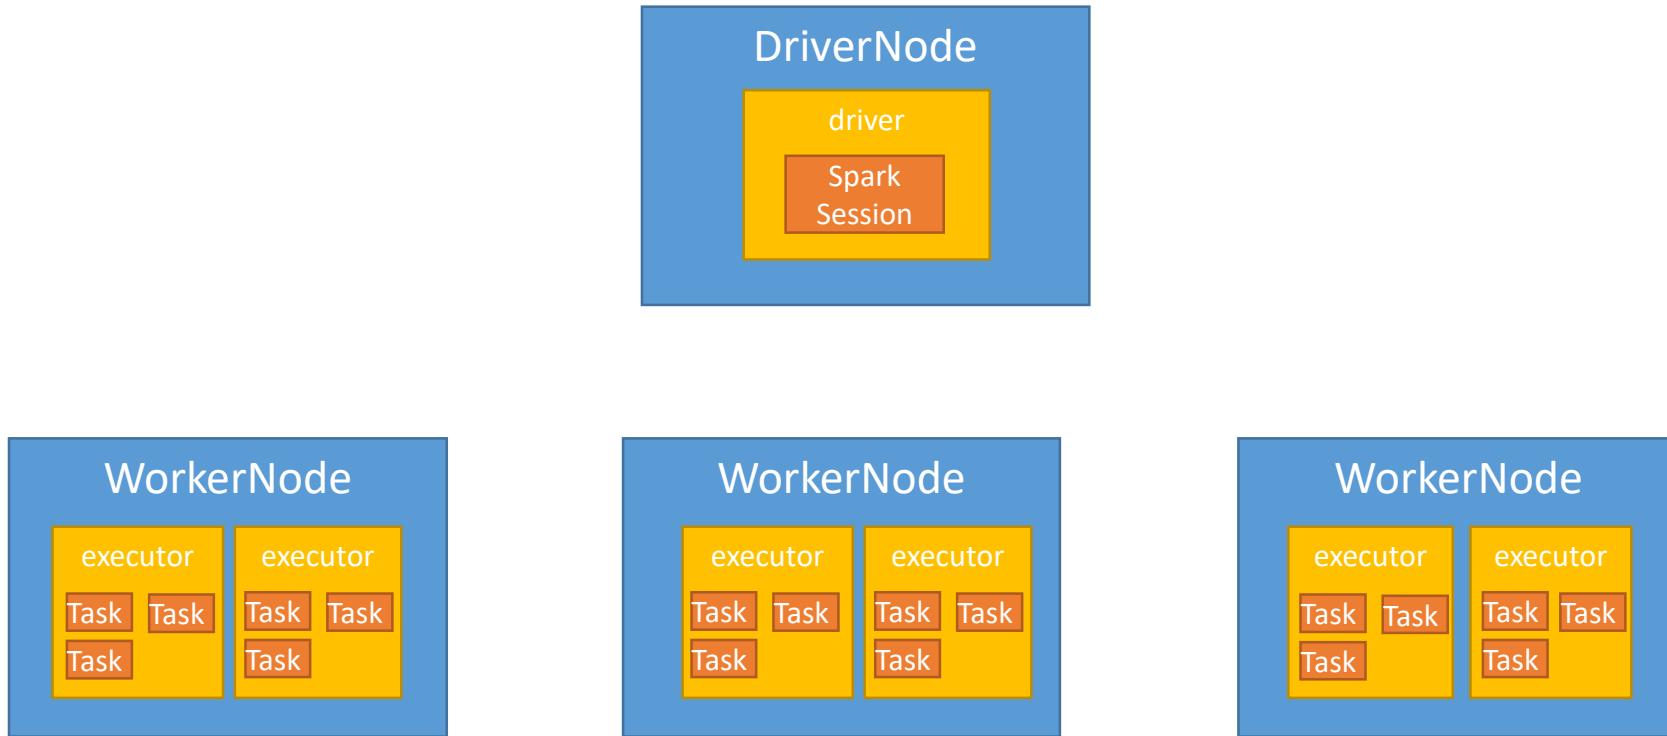 DriverNode
driver
Spark
Session
WorkerNode
executor
Task
Task
Task
executor
Task
Task
Task
WorkerNode
executor
Task
Task
Task
executor
Task
Task
Task
WorkerNode
executor
Task
Task
Task
executor
Task
Task
Task